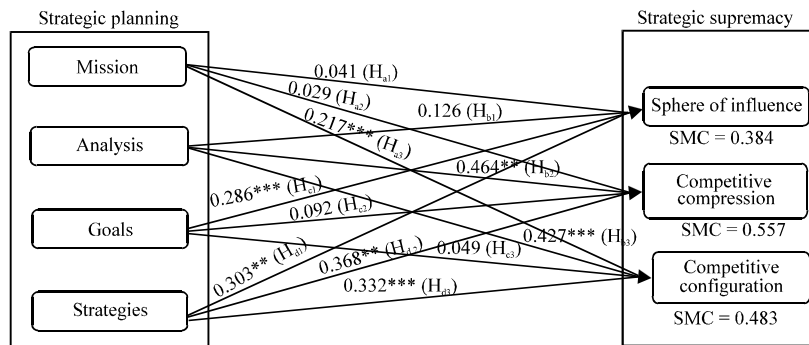 Strategic planning
Strategic supremacy
Mission
Analysis
Goals
Strategies
0.041 (Ha1)
0.029 (Ha2)
0.217*** (Ha3)
0.126 (Hb1)
0.464** (Hb2)
0.427*** (Hb3)
0.286*** (Hc1)
0.092 (Hc2)
0.049 (Hc3)
0.303** (Hd1)
0.368** (Hd2)
0.332*** (Hd3)
Sphere of influence
SMC = 0.384
Competitive
compression
SMC = 0.557
Competitive
configuration
SMC = 0.483